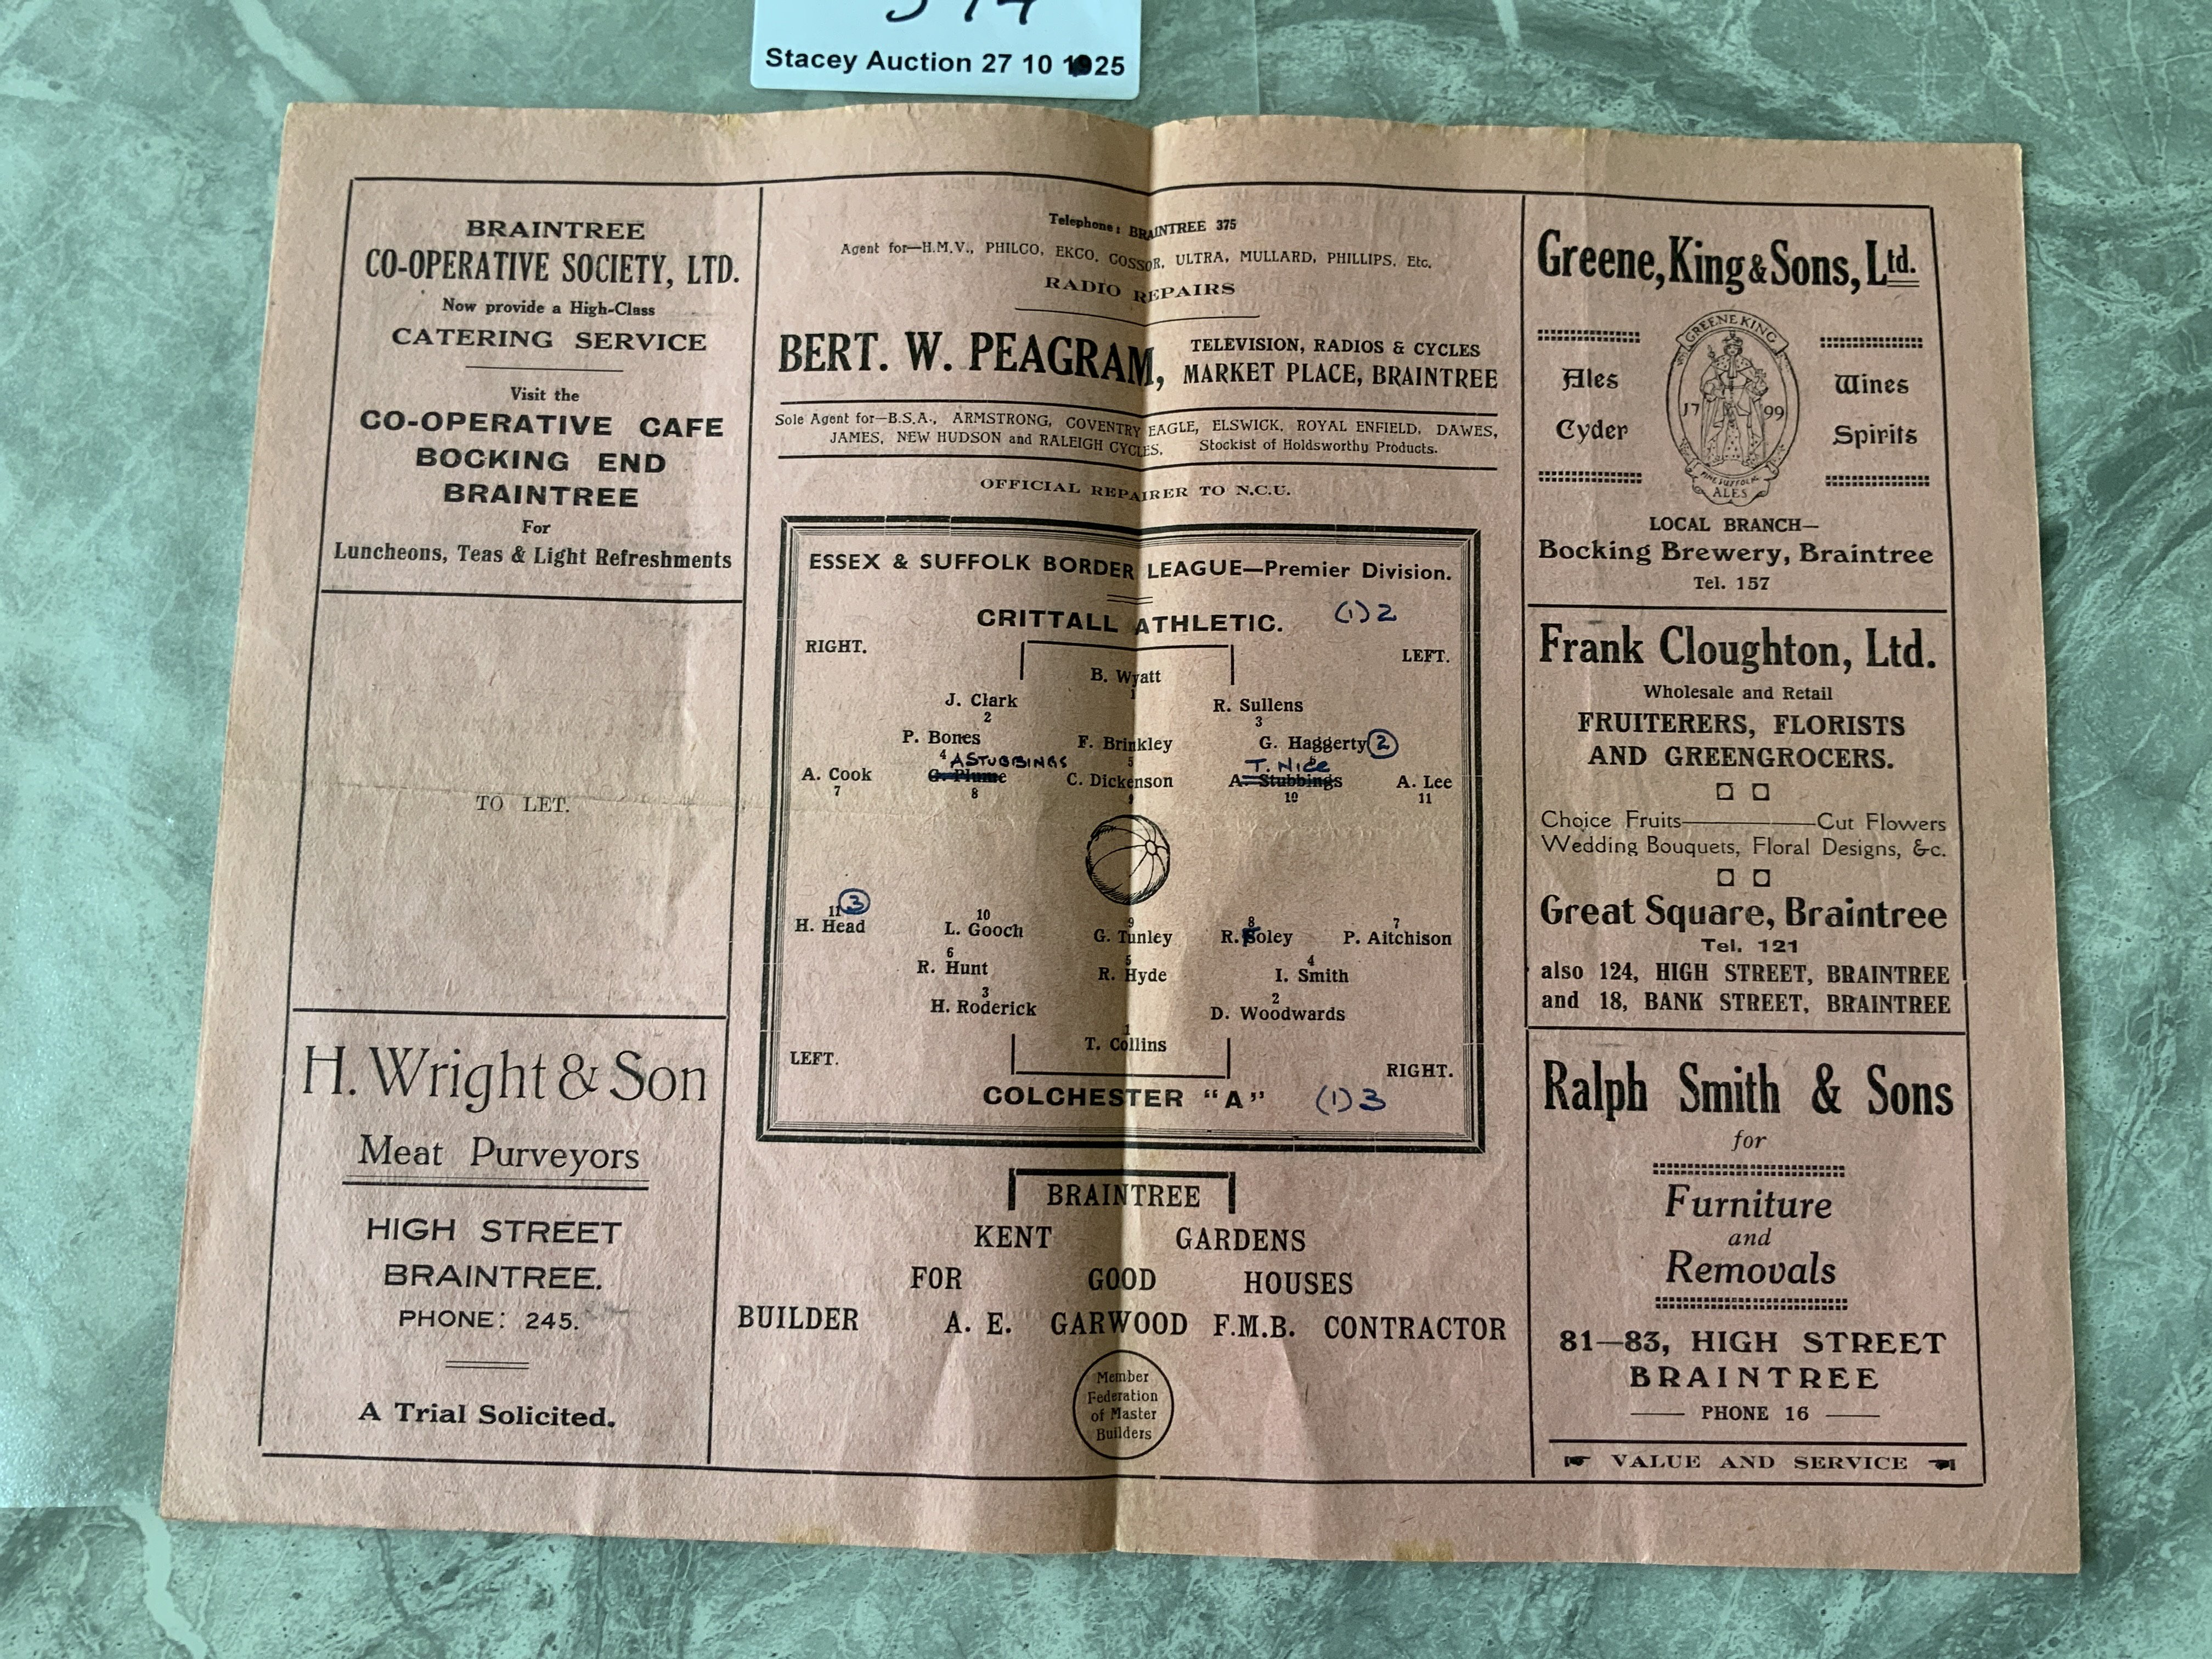 Stacey Auction 27 10 1925
BRAINTREE
CO-OPERATIVE SOCIETY, LTD.
Now provide a High-Class
CATERING SERVICE
Visit the
CO-OPERATIVE CAFE
BOCKING END
BRAINTREE
For
Luncheons, Teas & Light Refreshments
TO LET.
H. Wright & Son
Meat Purveyors
HIGH STREET
BRAINTREE.
PHONE: 245.
A Trial Solicited.
Telephone: BRAINTREE 375
Agent for—H.M.V., PHILCO, EKCO, COSSOR, ULTRA, MULLARD, PHILLIPS, Etc.
RADIO REPAIRS
BERT. W. PEAGRAM,
TELEVISION, RADIOS & CYCLES
MARKET PLACE, BRAINTREE
Sole Agent for—B.S.A., ARMSTRONG, COVENTRY EAGLE, ELSWICK, ROYAL ENFIELD, DAWES,
JAMES, NEW HUDSON and RALEIGH CYCLES. Stockist of Holdsworthy Products.
OFFICIAL REPAIRER TO N.C.U.
ESSEX & SUFFOLK BORDER LEAGUE—Premier Division.
CRITTALL ATHLETIC. (1) 2
RIGHT. LEFT.
B. Wyatt
1
J. Clark R. Sullens
2 3
P. Bones F. Brinkley G. Haggerty 2
4 A STUBBINGS 5 T. Nice 6
A. Cook G. Plume C. Dickenson A. Stubbings A. Lee
7 8 9 10 11
11 3 10 9 8 7
H. Head L. Gooch G. Tunley R. Foley P. Aitchison
6 5 4
R. Hunt R. Hyde I. Smith
3 2
H. Roderick D. Woodwards
1
T. Collins
LEFT. RIGHT.
COLCHESTER "A" (1) 3
BRAINTREE
KENT GARDENS
FOR GOOD HOUSES
BUILDER A. E. GARWOOD F.M.B. CONTRACTOR
Member
Federation
of Master
Builders
Greene, King & Sons, Ltd.
GREENE KING
Ales Wines
17 99
Cyder Spirits
FINE SUFFOLK
ALES
LOCAL BRANCH—
Bocking Brewery, Braintree
Tel. 157
Frank Cloughton, Ltd.
Wholesale and Retail
FRUITERERS, FLORISTS
AND GREENGROCERS.
Choice Fruits——Cut Flowers
Wedding Bouquets, Floral Designs, &c.
Great Square, Braintree
Tel. 121
also 124, HIGH STREET, BRAINTREE
and 18, BANK STREET, BRAINTREE
Ralph Smith & Sons
for
Furniture
and
Removals
81—83, HIGH STREET
BRAINTREE
PHONE 16
VALUE AND SERVICE